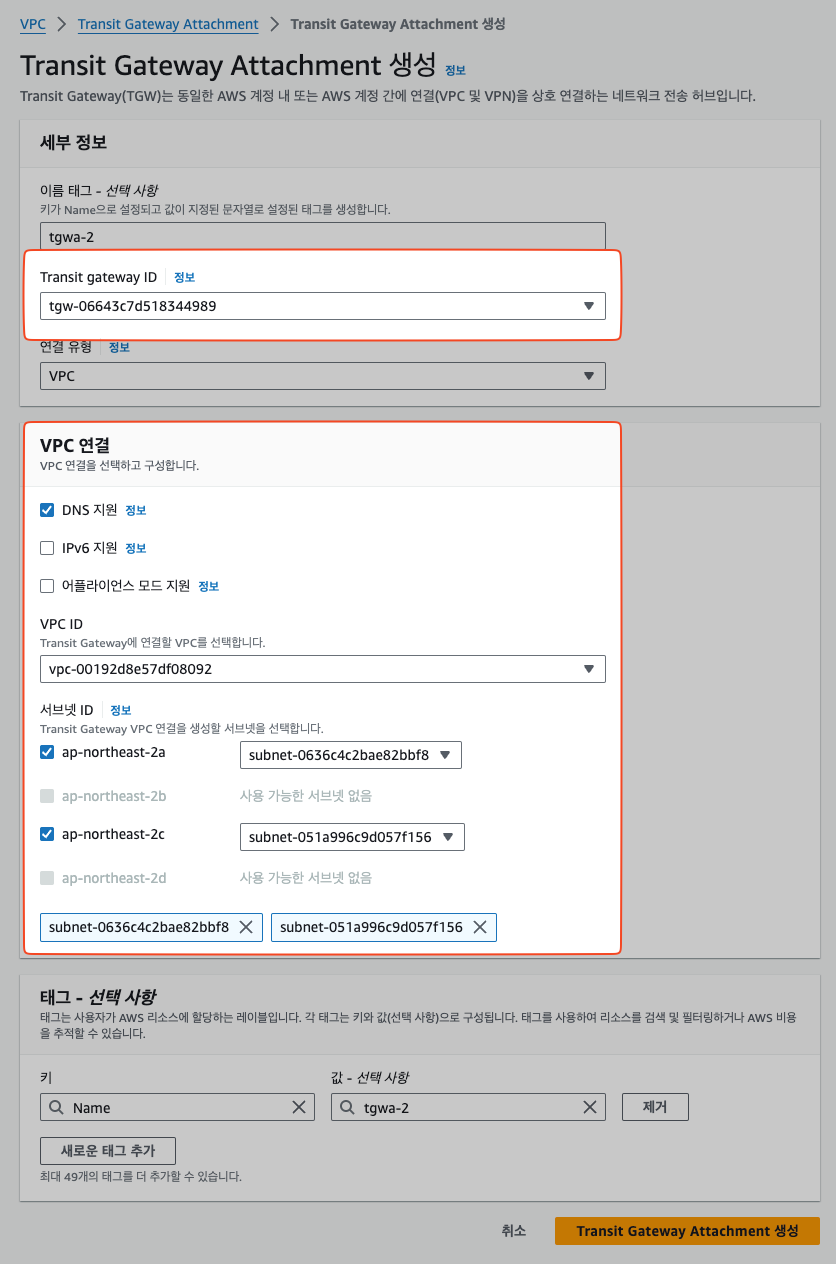 VPC > Transit Gateway Attachment > Transit Gateway Attachment 생성
Transit Gateway Attachment 생성 정보
Transit Gateway(TGW)는 동일한 AWS 계정 내 또는 AWS 계정 간에 연결(VPC 및 VPN)을 상호 연결하는 네트워크 전송 허브입니다.
세부 정보
이름 태그 - 선택 사항
키가 Name으로 설정되고 값이 지정된 문자열로 설정된 태그를 생성합니다.
tgwa-2
Transit gateway ID 정보
tgw-06643c7d518344989
연결 유형 정보
VPC
VPC 연결
VPC 연결을 선택하고 구성합니다.
DNS 지원 정보
IPv6 지원 정보
어플라이언스 모드 지원 정보
VPC ID
Transit Gateway에 연결할 VPC를 선택합니다.
vpc-00192d8e57df08092
서브넷 ID 정보
Transit Gateway VPC 연결을 생성할 서브넷을 선택합니다.
ap-northeast-2a subnet-0636c4c2bae82bbf8
ap-northeast-2b 사용 가능한 서브넷 없음
ap-northeast-2c subnet-051a996c9d057f156
ap-northeast-2d 사용 가능한 서브넷 없음
subnet-0636c4c2bae82bbf8 subnet-051a996c9d057f156
태그 - 선택 사항
태그는 사용자가 AWS 리소스에 할당하는 레이블입니다. 각 태그는 키와 값(선택 사항)으로 구성됩니다. 태그를 사용하여 리소스를 검색 및 필터링하거나 AWS 비용
을 추적할 수 있습니다.
키 값 - 선택 사항
Name tgwa-2 제거
새로운 태그 추가
최대 49개의 태그를 더 추가할 수 있습니다.
취소 Transit Gateway Attachment 생성